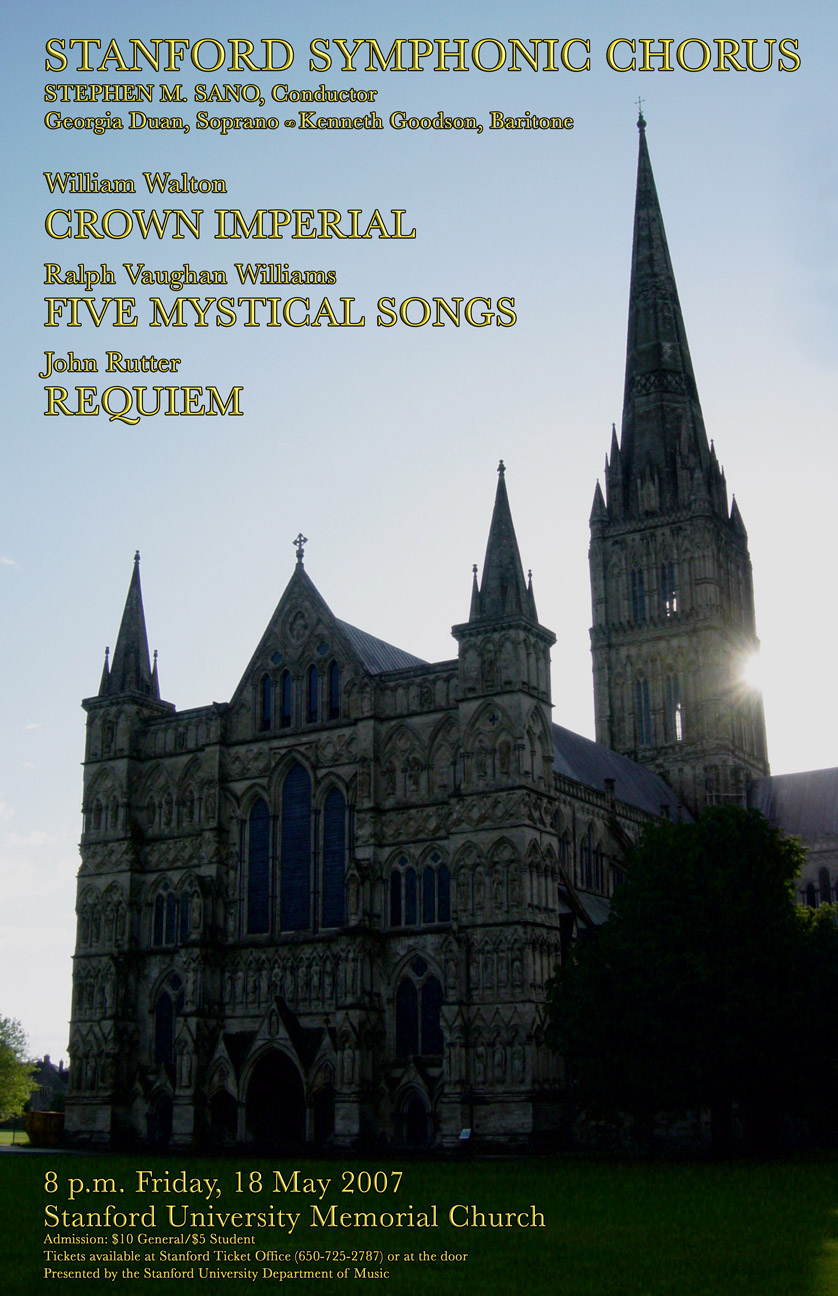 STANFORD SYMPHONIC CHORUS
STEPHEN M. SANO, Conductor
Georgia Duan, Soprano ∞ Kenneth Goodson, Baritone
William Walton
CROWN IMPERIAL
Ralph Vaughan Williams
FIVE MYSTICAL SONGS
John Rutter
REQUIEM
8 p.m. Friday, 18 May 2007
Stanford University Memorial Church
Admission: $10 General/$5 Student
Tickets available at Stanford Ticket Office (650-725-2787) or at the door
Presented by the Stanford University Department of Music